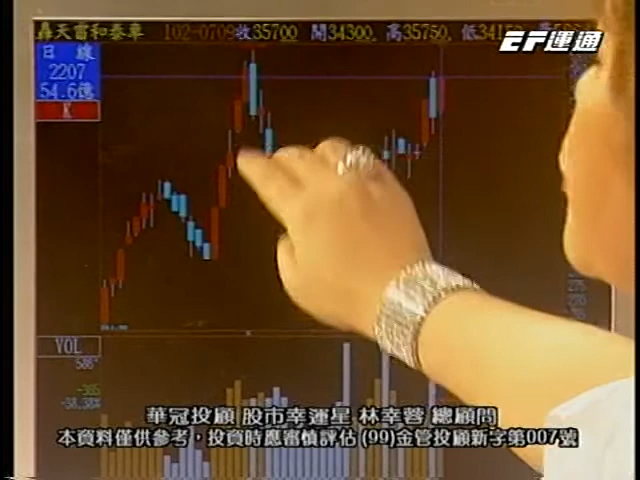 轟天雷和泰車 102-0709收35700 開34300 高35750 低34150
EF運通
日 線
2207
54.6億
K
VOL
-38.38%
華冠投顧 股市幸運星 林幸蓉 總顧問
本資料僅供參考，投資時應審慎評估(99)金管投顧新字第007號